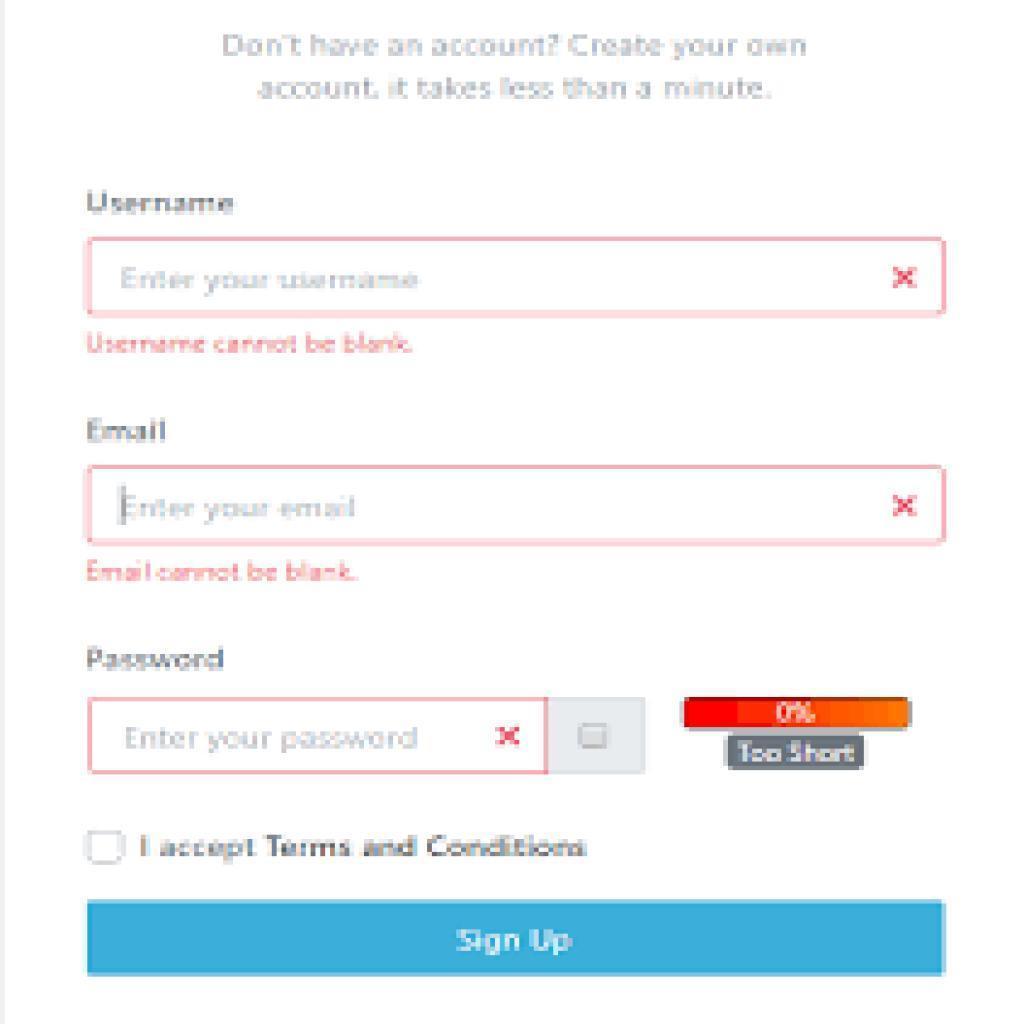 Don't have an account? Create your own
account, it takes less than a minute.
Username
Enter your username
Username cannot be blank.
Email
Enter your email
Email cannot be blank.
Password
Enter your password
0%
Too Short
I accept Terms and Conditions
Sign Up